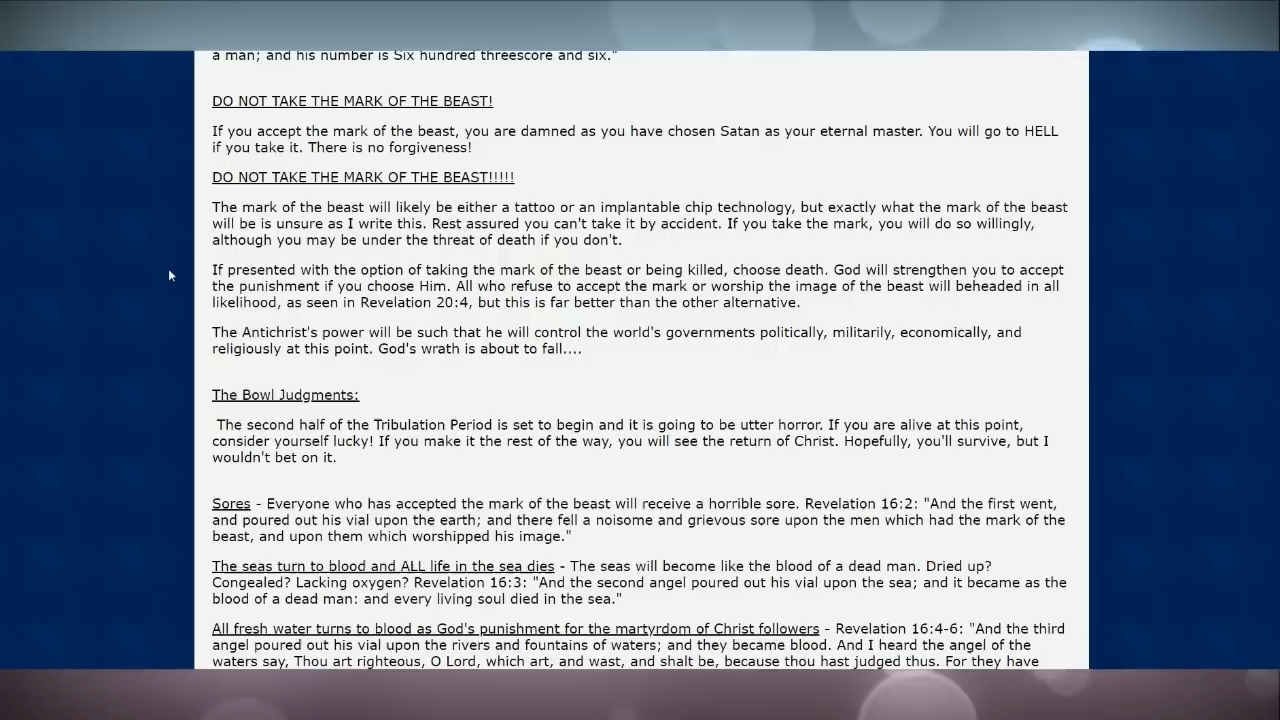 a man; and his number is Six hundred threescore and six."
DO NOT TAKE THE MARK OF THE BEAST!
If you accept the mark of the beast, you are damned as you have chosen Satan as your eternal master. You will go to HELL
if you take it. There is no forgiveness!
DO NOT TAKE THE MARK OF THE BEAST!!!!!
The mark of the beast will likely be either a tattoo or an implantable chip technology, but exactly what the mark of the beast
will be is unsure as I write this. Rest assured you can't take it by accident. If you take the mark, you will do so willingly,
although you may be under the threat of death if you don't.
If presented with the option of taking the mark of the beast or being killed, choose death. God will strengthen you to accept
the punishment if you choose Him. All who refuse to accept the mark or worship the image of the beast will beheaded in all
likelihood, as seen in Revelation 20:4, but this is far better than the other alternative.
The Antichrist's power will be such that he will control the world's governments politically, militarily, economically, and
religiously at this point. God's wrath is about to fall....
The Bowl Judgments:
The second half of the Tribulation Period is set to begin and it is going to be utter horror. If you are alive at this point,
consider yourself lucky! If you make it the rest of the way, you will see the return of Christ. Hopefully, you'll survive, but I
wouldn't bet on it.
Sores - Everyone who has accepted the mark of the beast will receive a horrible sore. Revelation 16:2: "And the first went,
and poured out his vial upon the earth; and there fell a noisome and grievous sore upon the men which had the mark of the
beast, and upon them which worshipped his image."
The seas turn to blood and ALL life in the sea dies - The seas will become like the blood of a dead man. Dried up?
Congealed? Lacking oxygen? Revelation 16:3: "And the second angel poured out his vial upon the sea; and it became as the
blood of a dead man: and every living soul died in the sea."
All fresh water turns to blood as God's punishment for the martyrdom of Christ followers - Revelation 16:4-6: "And the third
angel poured out his vial upon the rivers and fountains of waters; and they became blood. And I heard the angel of the
waters say, Thou art righteous, O Lord, which art, and wast, and shalt be, because thou hast judged thus. For they have